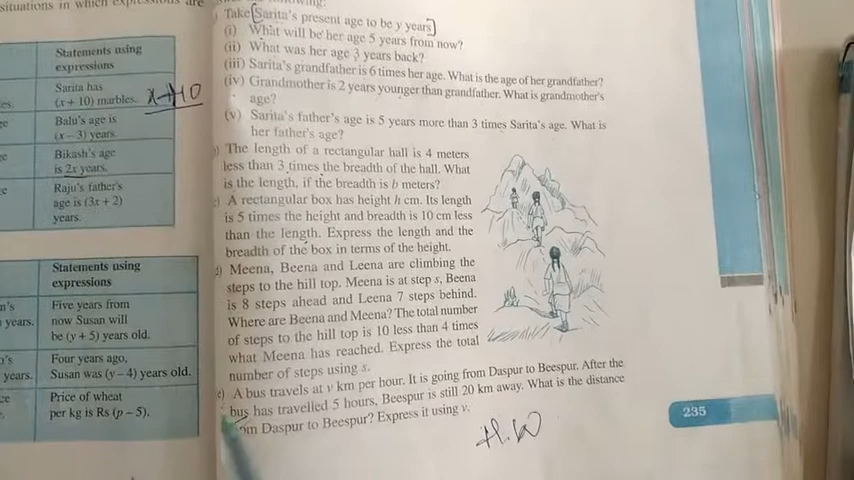 situations in which expressions are
Statements using
expressions
Sarita has
(x + 10) marbles.
x+10
Balu's age is
(x – 3) years.
Bikash's age
is 2x years.
Raju's father's
age is (3x + 2)
years.
Statements using
expressions
Five years from
now Susan will
be (y + 5) years old.
years.
Four years ago,
Susan was (y – 4) years old.
years.
Price of wheat
per kg is Rs (p – 5).
Take Sarita's present age to be y years
(i) What will be her age 5 years from now?
(ii) What was her age 3 years back?
(iii) Sarita's grandfather is 6 times her age. What is the age of her grandfather?
(iv) Grandmother is 2 years younger than grandfather. What is grandmother's
age?
(v) Sarita's father's age is 5 years more than 3 times Sarita's age. What is
her father's age?
The length of a rectangular hall is 4 meters
less than 3 times the breadth of the hall. What
is the length, if the breadth is b meters?
A rectangular box has height h cm. Its length
is 5 times the height and breadth is 10 cm less
than the length. Express the length and the
breadth of the box in terms of the height.
Meena, Beena and Leena are climbing the
steps to the hill top. Meena is at step s, Beena
is 8 steps ahead and Leena 7 steps behind.
Where are Beena and Meena? The total number
of steps to the hill top is 10 less than 4 times
what Meena has reached. Express the total
number of steps using s.
A bus travels at v km per hour. It is going from Daspur to Beespur. After the
bus has travelled 5 hours, Beespur is still 20 km away. What is the distance
om Daspur to Beespur? Express it using v.
H.W
235